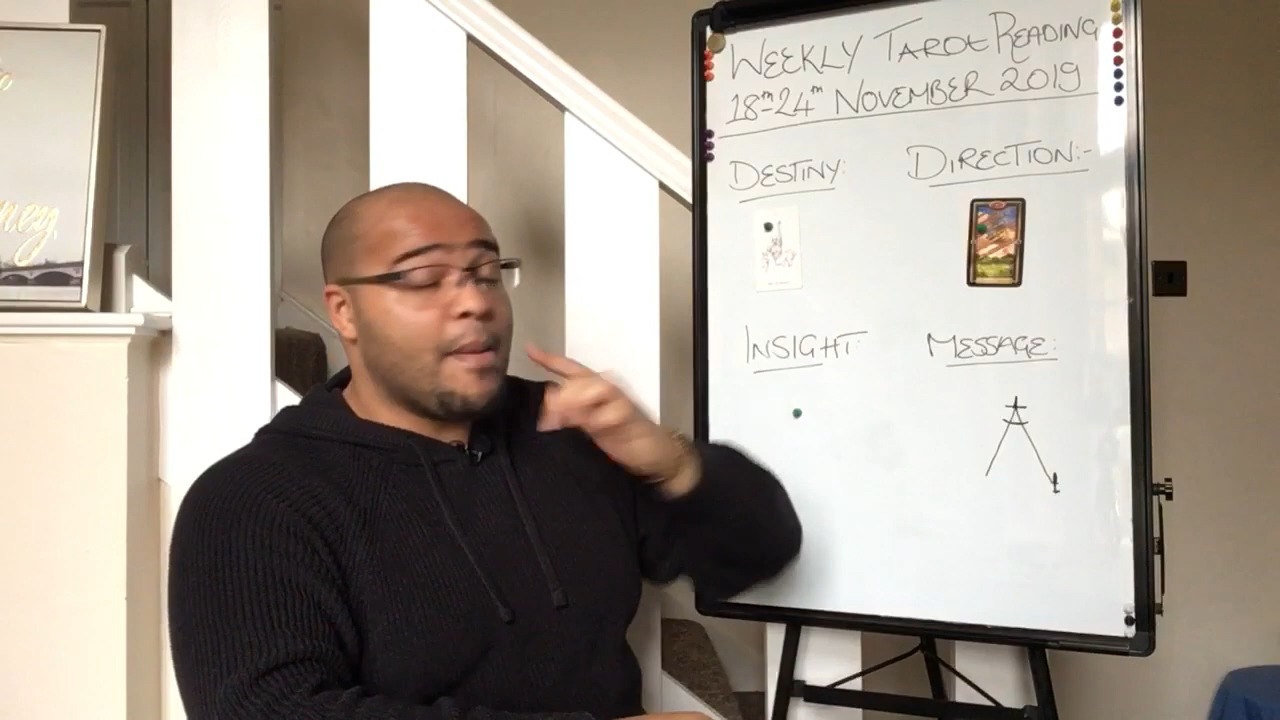 WEEKLY TAROT READING
18th-24th NOVEMBER 2019
DESTINY:
DIRECTION:-
INSIGHT:
MESSAGE: